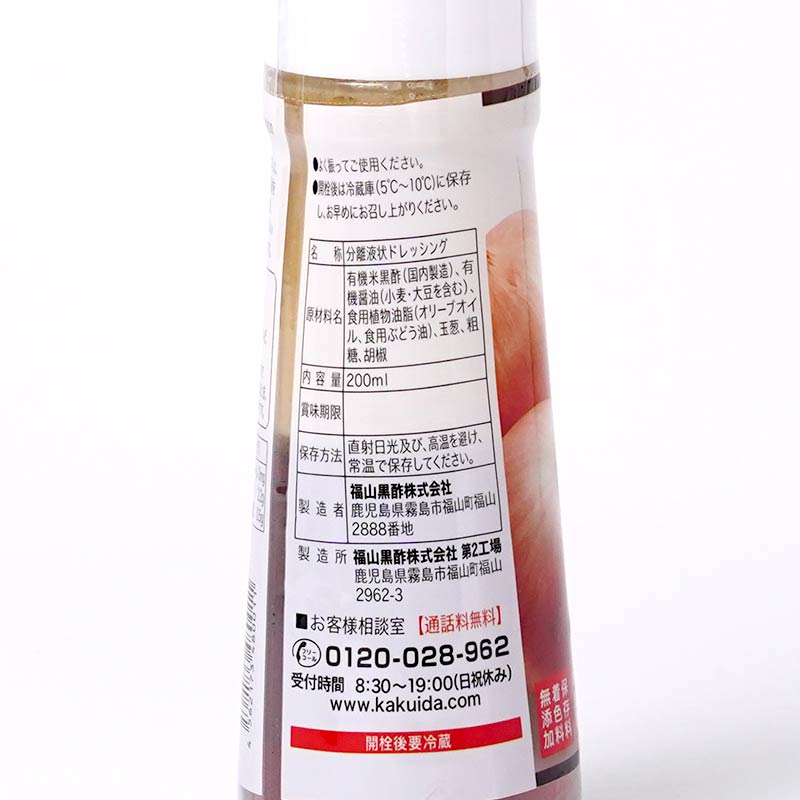 ●よく振ってご使用ください。
●開栓後は冷蔵庫(5℃〜10℃)に保存
し、お早めにお召し上がりください。
名称 分離液状ドレッシング
原材料名 有機米黒酢(国内製造)、有
機醤油(小麦・大豆を含む)、
食用植物油脂(オリーブオイ
ル、食用ぶどう油)、玉葱、粗
糖、胡椒
内容量 200ml
賞味期限
保存方法 直射日光及び、高温を避け、
常温で保存してください。
製造者 福山黒酢株式会社
鹿児島県霧島市福山町福山
2888番地
製造所 福山黒酢株式会社 第2工場
鹿児島県霧島市福山町福山
2962-3
■お客様相談室【通話料無料】
フリーコール 0120-028-962
受付時間 8:30〜19:00(日祝休み)
www.kakuida.com
開栓後要冷蔵
保存料
着色料
無添加